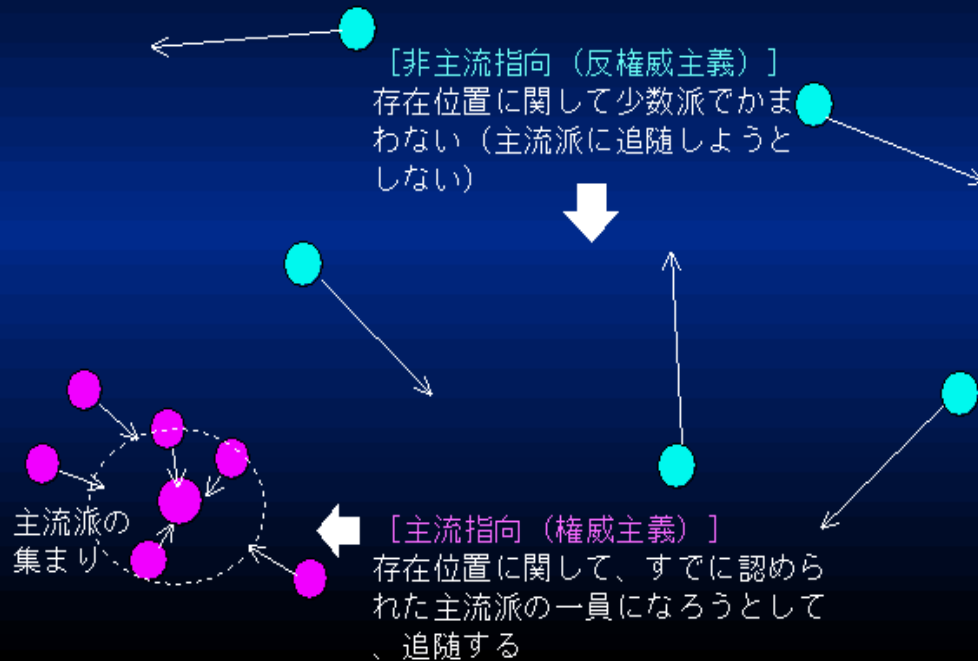 [非主流指向（反権威主義）]
存在位置に関して少数派でかま
わない（主流派に追随しようと
しない）
主流派の
集まり
[主流指向（権威主義）]
存在位置に関して、すでに認めら
れた主流派の一員になろうとして
、追随する